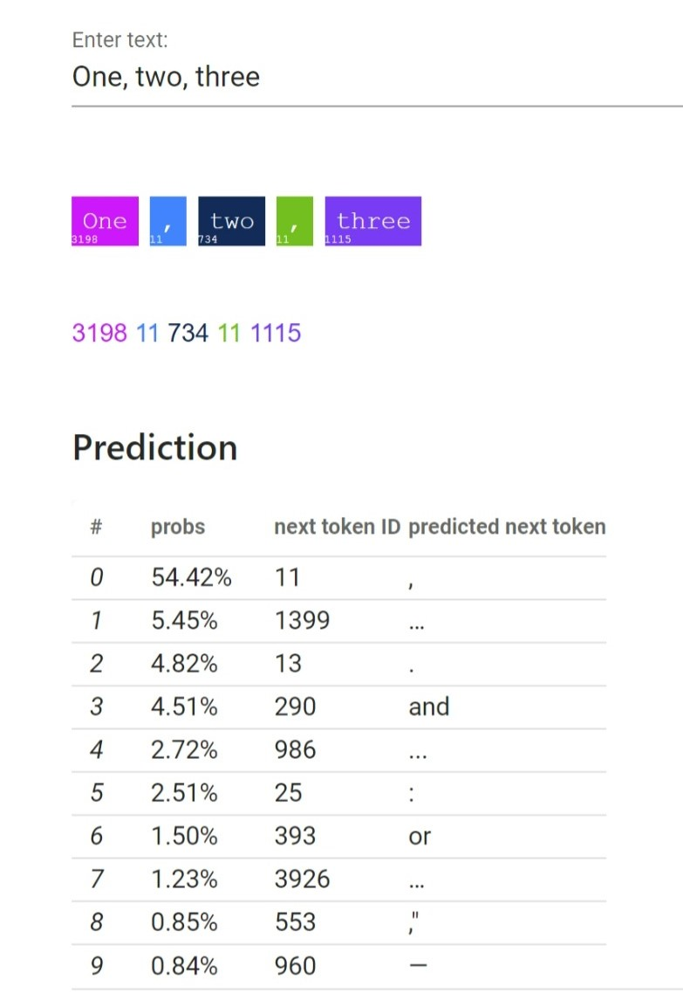 Enter text:
One, two, three
One , two , three
3198 11 734 11 1115
3198 11 734 11 1115
Prediction
# probs next token ID predicted next token
0 54.42% 11 ,
1 5.45% 1399 …
2 4.82% 13 .
3 4.51% 290 and
4 2.72% 986 ...
5 2.51% 25 :
6 1.50% 393 or
7 1.23% 3926 …
8 0.85% 553 ,"
9 0.84% 960 —